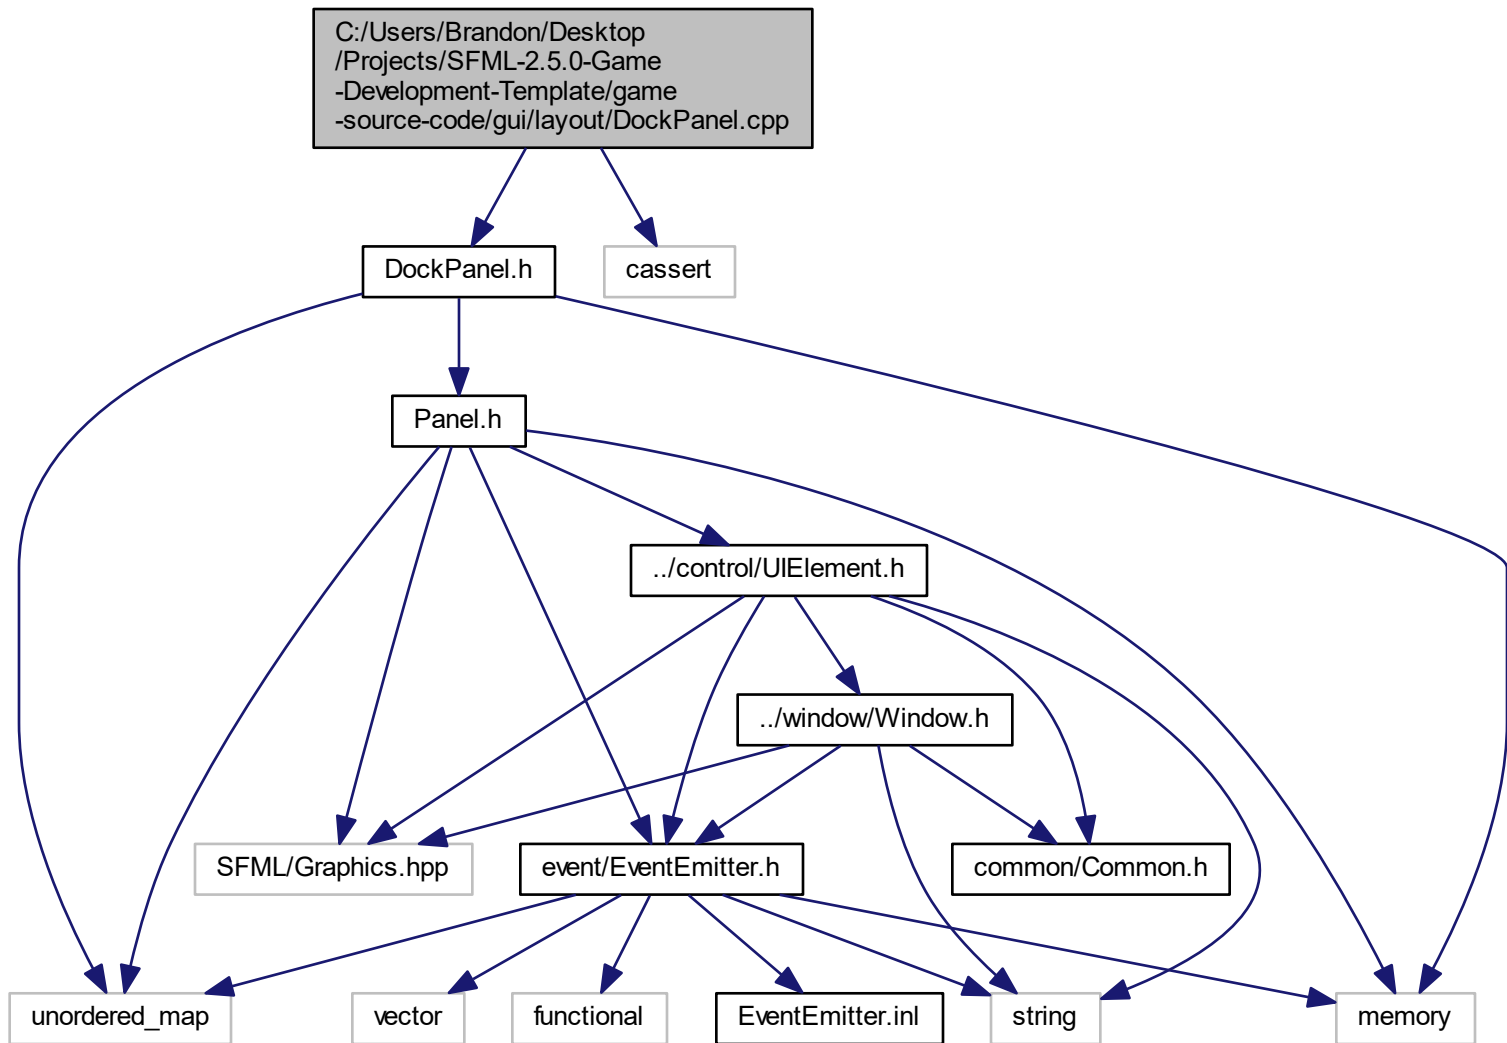 C:/Users/Brandon/Desktop
/Projects/SFML-2.5.0-Game
-Development-Template/game
-source-code/gui/layout/DockPanel.cpp
DockPanel.h
cassert
Panel.h
../control/UIElement.h
../window/Window.h
SFML/Graphics.hpp
event/EventEmitter.h
common/Common.h
unordered_map
vector
functional
EventEmitter.inl
string
memory